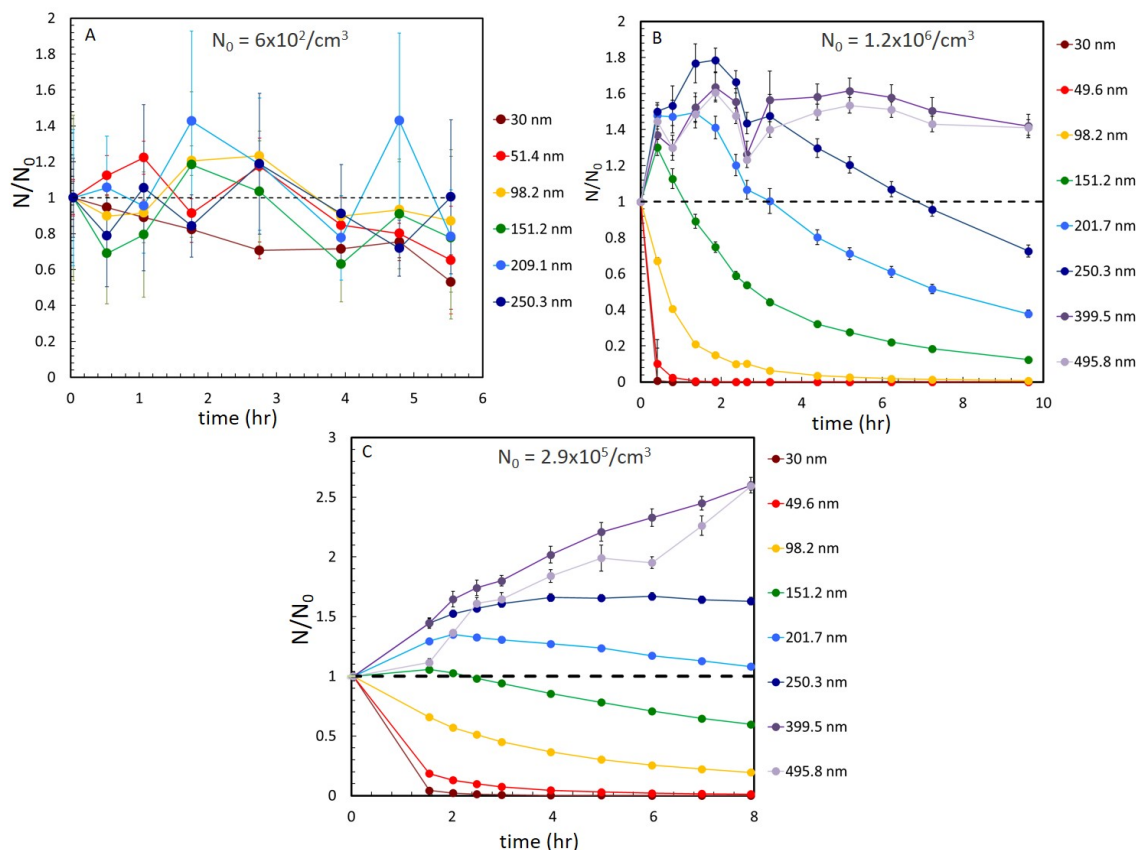 A
N₀ = 6x10²/cm³
2
1.8
1.6
1.4
1.2
1
0.8
0.6
0.4
0.2
0
N/N₀
0 1 2 3 4 5 6
time (hr)
30 nm
51.4 nm
98.2 nm
151.2 nm
209.1 nm
250.3 nm
B
N₀ = 1.2x10⁶/cm³
2
1.8
1.6
1.4
1.2
1
0.8
0.6
0.4
0.2
0
N/N₀
0 2 4 6 8 10
time (hr)
30 nm
49.6 nm
98.2 nm
151.2 nm
201.7 nm
250.3 nm
399.5 nm
495.8 nm
C
N₀ = 2.9x10⁵/cm³
3
2.5
2
1.5
1
0.5
0
N/N₀
0 2 4 6 8
time (hr)
30 nm
49.6 nm
98.2 nm
151.2 nm
201.7 nm
250.3 nm
399.5 nm
495.8 nm